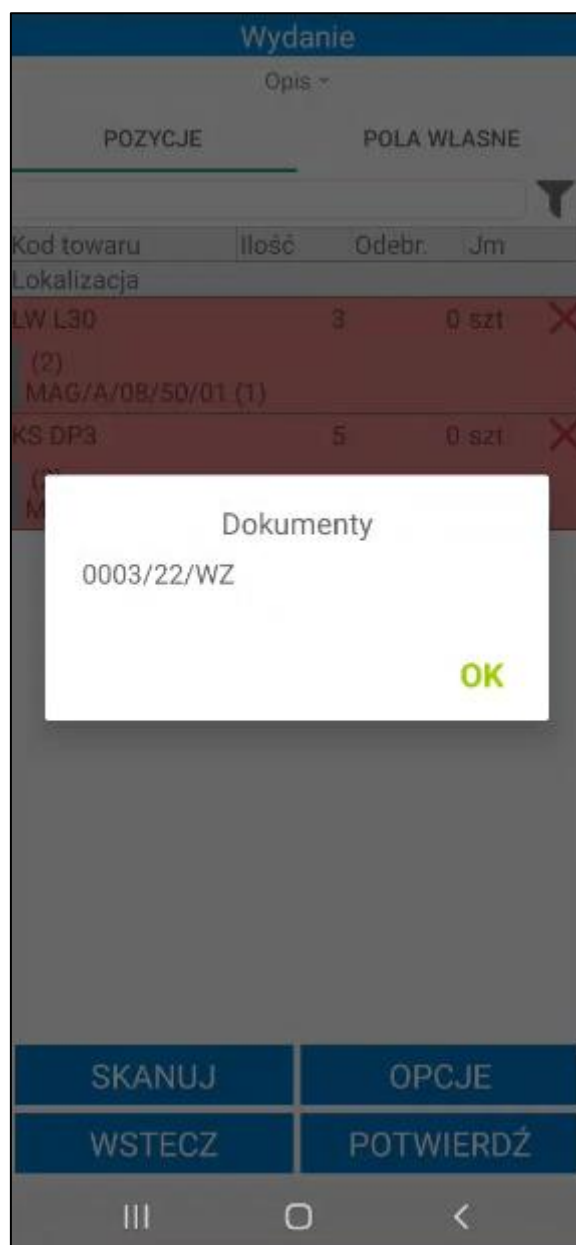 Wydanie
Opis
POZYCJE POLA WŁASNE
Kod towaru Ilość Odebr. Jm
Lokalizacja
LW L30 3 0 szt
(2)
MAG/A/08/50/01 (1)
KS DP3 5 0 szt
Dokumenty
0003/22/WZ
OK
SKANUJ OPCJE
WSTECZ POTWIERDŹ